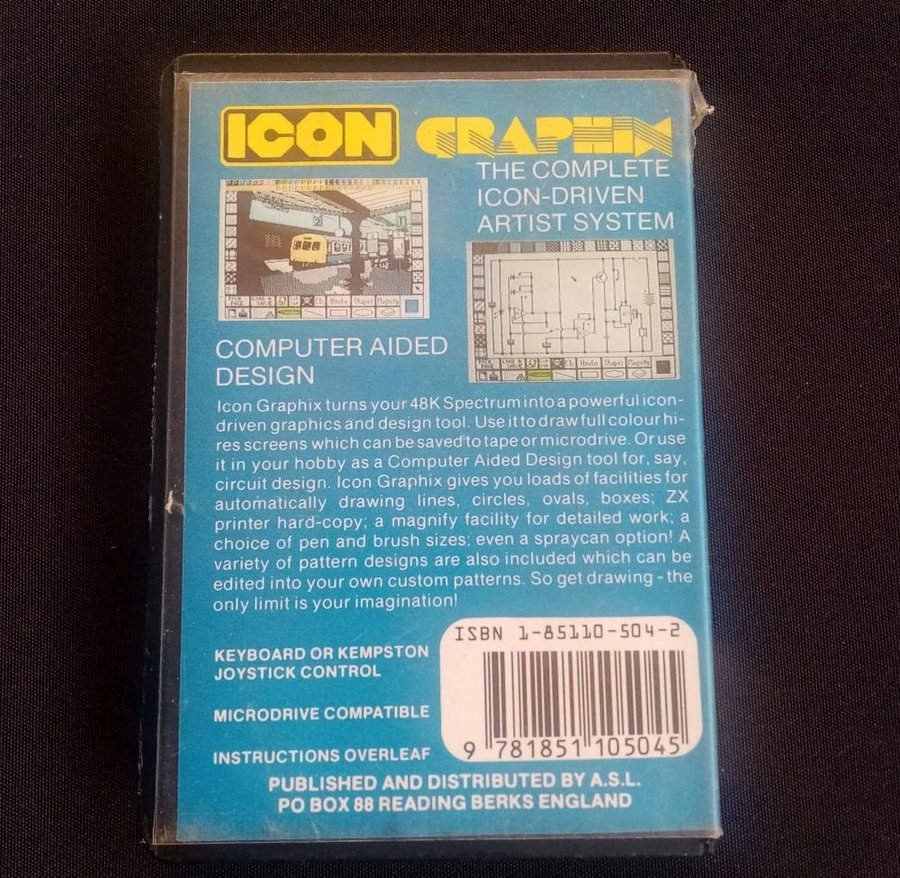 ICON GRAPHIX
THE COMPLETE
ICON-DRIVEN
ARTIST SYSTEM
Undo Shapes Magnify
COMPUTER AIDED
DESIGN
Undo Shapes Magnify
Icon Graphix turns your 48K Spectrum into a powerful icon-
driven graphics and design tool. Use it to draw full colour hi-
res screens which can be saved to tape or microdrive. Or use
it in your hobby as a Computer Aided Design tool for, say,
circuit design. Icon Graphix gives you loads of facilities for
automatically drawing lines, circles, ovals, boxes; ZX
printer hard-copy; a magnify facility for detailed work; a
choice of pen and brush sizes; even a spraycan option! A
variety of pattern designs are also included which can be
edited into your own custom patterns. So get drawing - the
only limit is your imagination!
ISBN 1-85110-504-2
KEYBOARD OR KEMPSTON
JOYSTICK CONTROL
MICRODRIVE COMPATIBLE
INSTRUCTIONS OVERLEAF
9 781851 105045
PUBLISHED AND DISTRIBUTED BY A.S.L.
PO BOX 88 READING BERKS ENGLAND